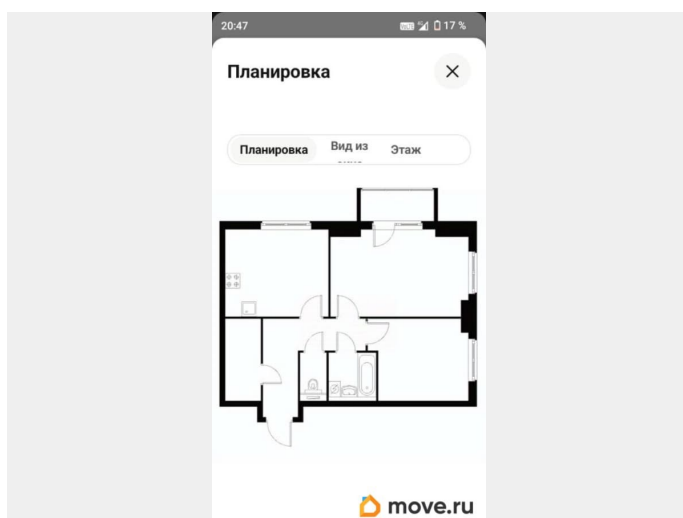 20:47
17 %
Планировка
Планировка
Вид из
Этаж
move.ru